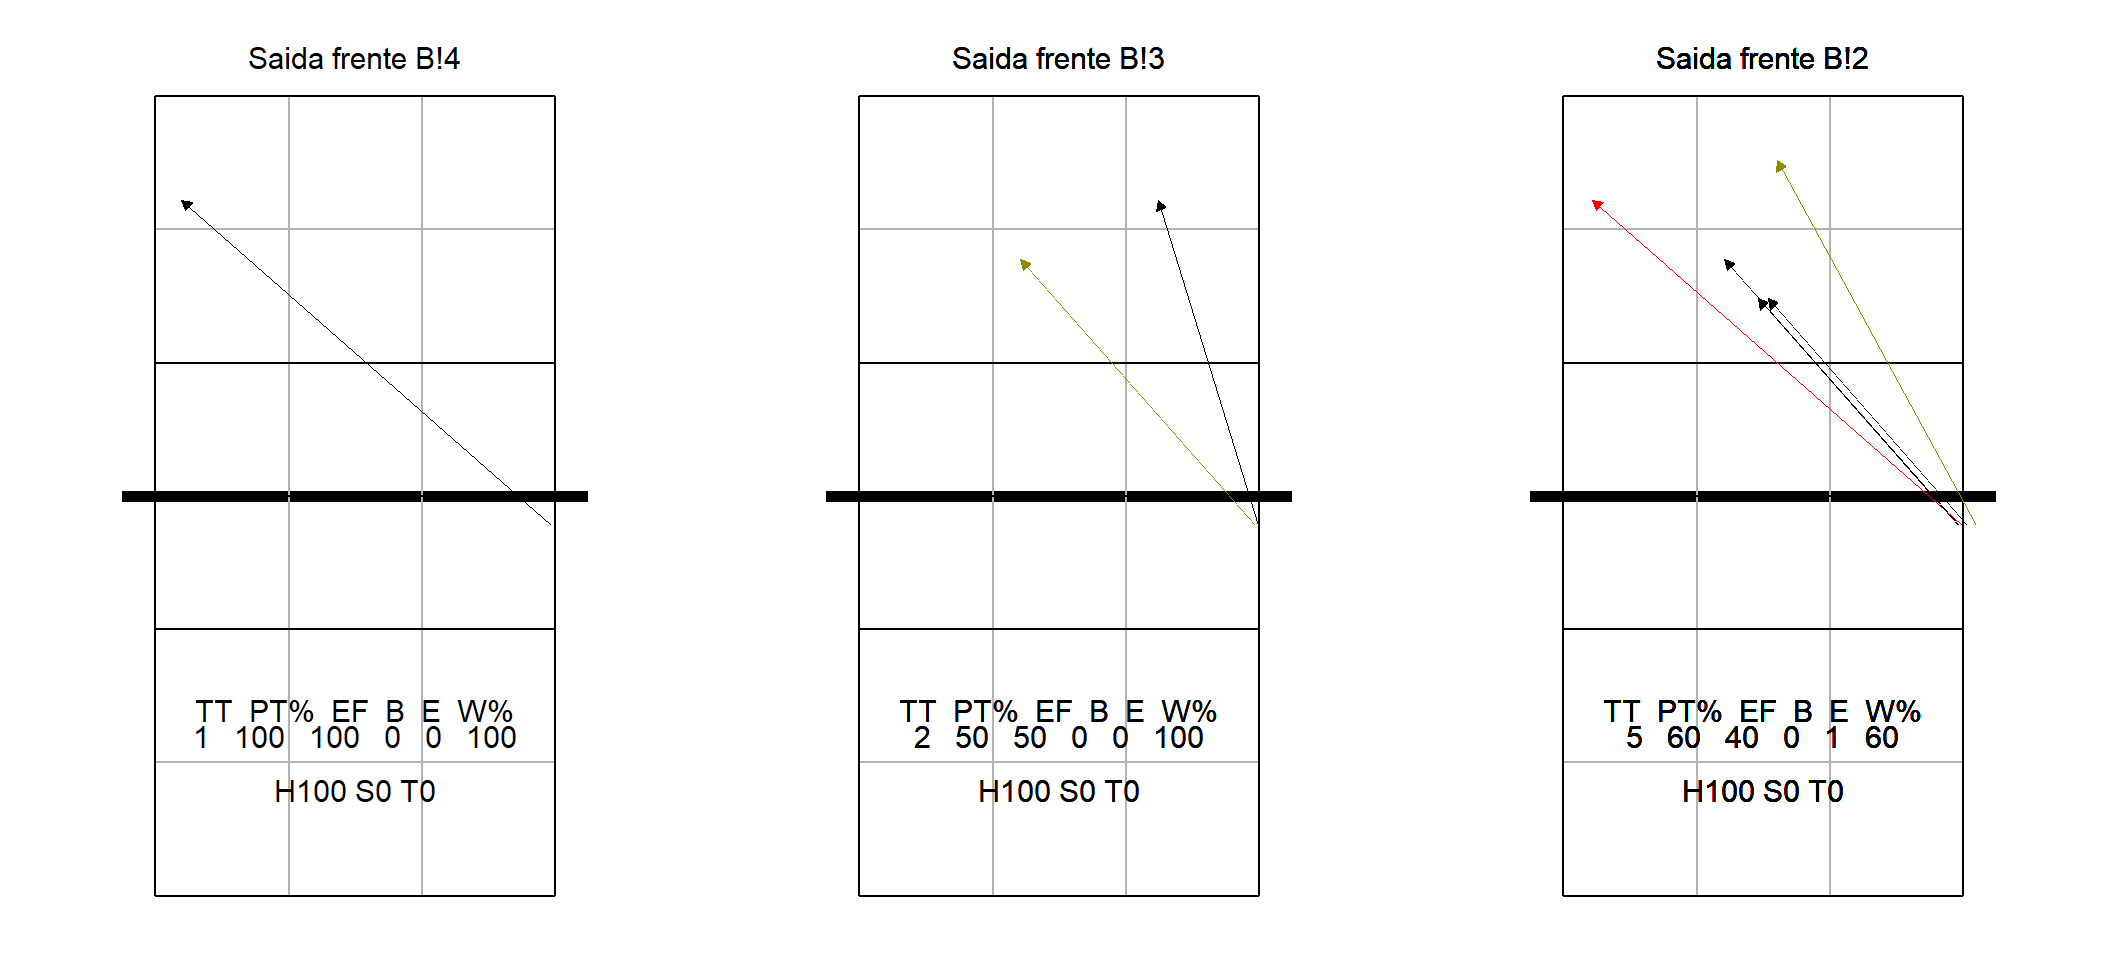 Saida frente B!4
TT PT% EF B E W%
1 100 100 0 0 100
H100 S0 T0
Saida frente B!3
TT PT% EF B E W%
2 50 50 0 0 100
H100 S0 T0
Saida frente B!2
TT PT% EF B E W%
5 60 40 0 1 60
H100 S0 T0